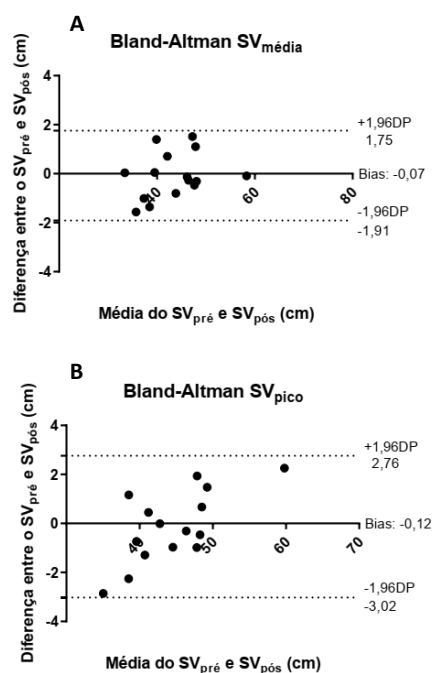 A
Bland-Altman SVmédia
Diferença entre o SVpré e SVpós (cm)
4
2
0
-2
-4
40
60
80
+1,96DP
1,75
Bias: -0,07
-1,96DP
-1,91
Média do SVpré e SVpós (cm)
B
Bland-Altman SVpico
Diferença entre o SVpré e SVpós (cm)
4
2
0
-2
-4
40
50
60
70
+1,96DP
2,76
Bias: -0,12
-1,96DP
-3,02
Média do SVpré e SVpós (cm)